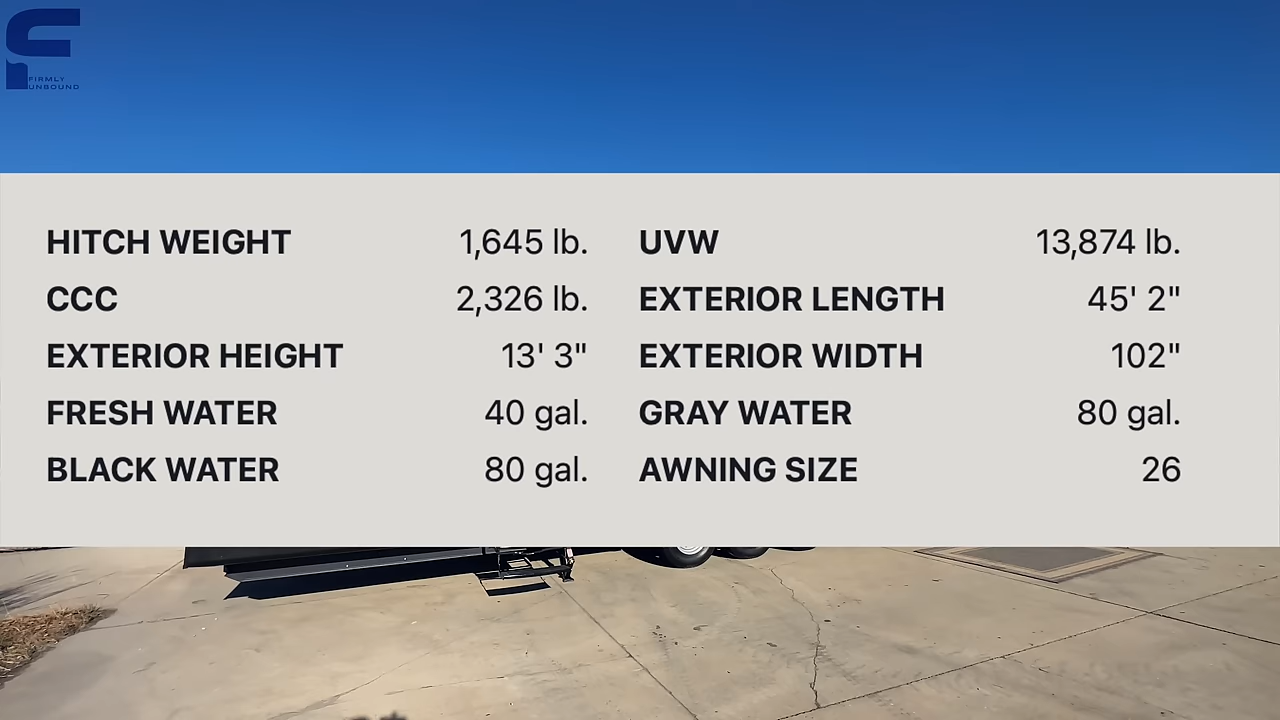 FIRMLY
UNBOUND
HITCH WEIGHT 1,645 lb. UVW 13,874 lb.
CCC 2,326 lb. EXTERIOR LENGTH 45' 2"
EXTERIOR HEIGHT 13' 3" EXTERIOR WIDTH 102"
FRESH WATER 40 gal. GRAY WATER 80 gal.
BLACK WATER 80 gal. AWNING SIZE 26